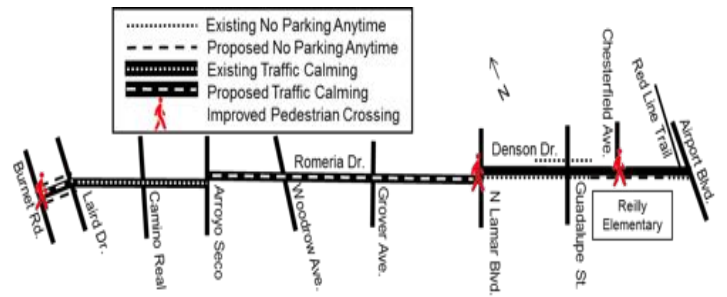 Existing No Parking Anytime
Proposed No Parking Anytime
Existing Traffic Calming
Proposed Traffic Calming
Improved Pedestrian Crossing
N
Chesterfield Ave.
Red Line Trail
Airport Blvd.
Denson Dr.
Romeria Dr.
Burnet Rd.
Laird Dr.
Camino Real
Arroyo Seco
Woodrow Ave.
Grover Ave.
N Lamar Blvd.
Guadalupe St.
Reilly
Elementary